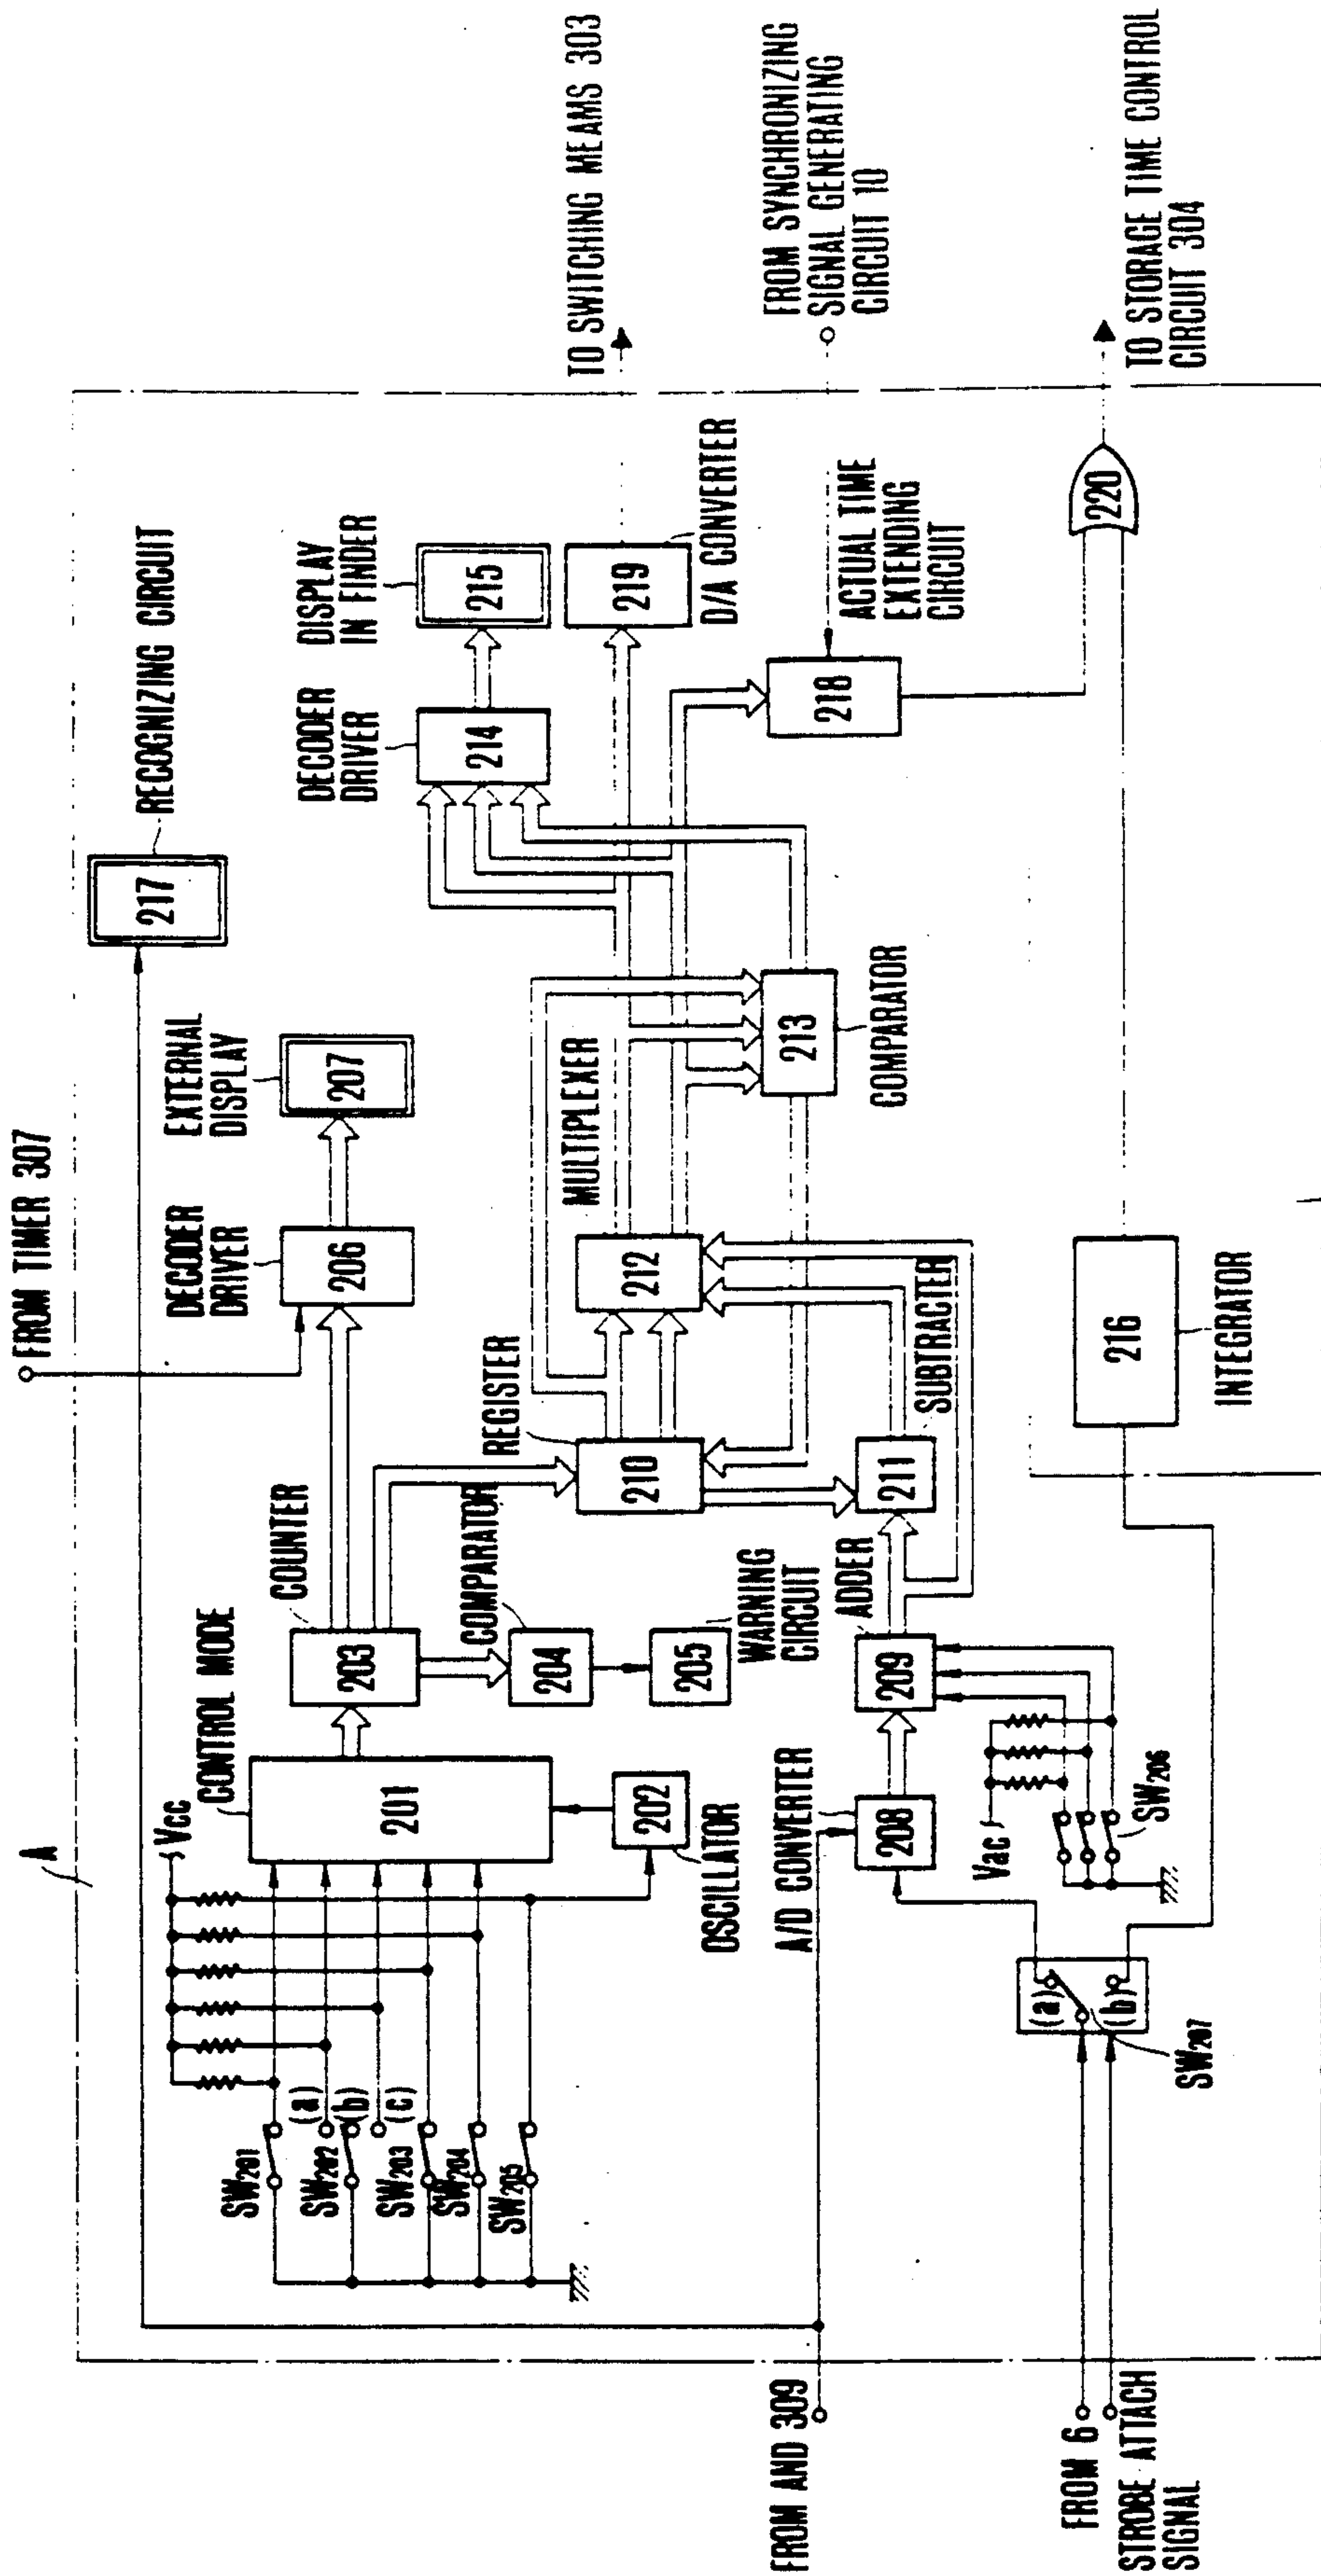 FROM TIMER 307
A
Vcc
CONTROL MODE
201
202
OSCILLATOR
COUNTER
203
COMPARATOR
204
205
WARNING
CIRCUIT
DECODER
DRIVER
206
EXTERNAL
DISPLAY
207
217
RECOGNIZING CIRCUIT
SW201
SW202
(a)
(b)
(c)
SW203
SW204
SW205
FROM AND 309
A/D CONVERTER
208
ADDER
209
REGISTER
210
211
SUBTRACTER
MULTIPLEXER
212
213
COMPARATOR
DECODER
DRIVER
214
DISPLAY
IN FINDER
215
219
D/A CONVERTER
TO SWITCHING MEAMS 303
218
ACTUAL TIME
EXTENDING
CIRCUIT
FROM SYNCHRONIZING
SIGNAL GENERATING
CIRCUIT 10
Vac
SW206
FROM 6
STROBE ATTACH
SIGNAL
(a)
(b)
SW207
216
INTEGRATOR
220
TO STORAGE TIME CONTROL
CIRCUIT 304